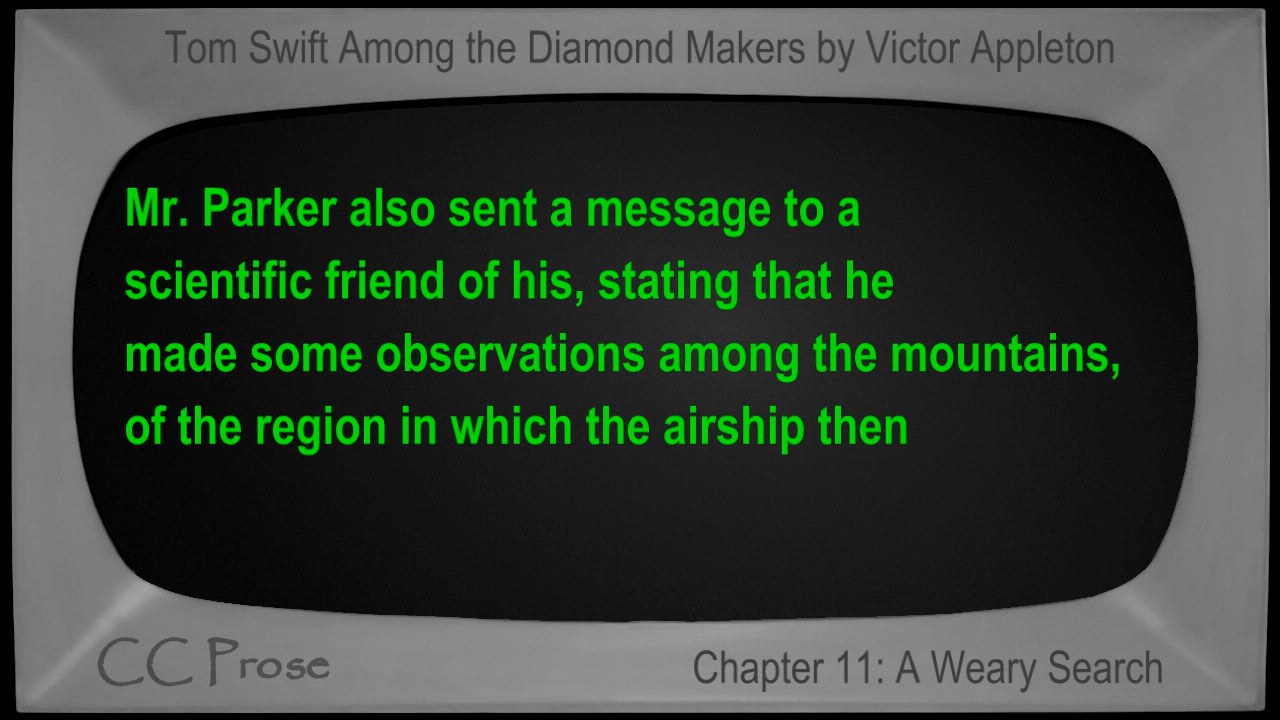 Tom Swift Among the Diamond Makers by Victor Appleton
Mr. Parker also sent a message to a
scientific friend of his, stating that he
made some observations among the mountains,
of the region in which the airship then
CC Prose
Chapter 11: A Weary Search